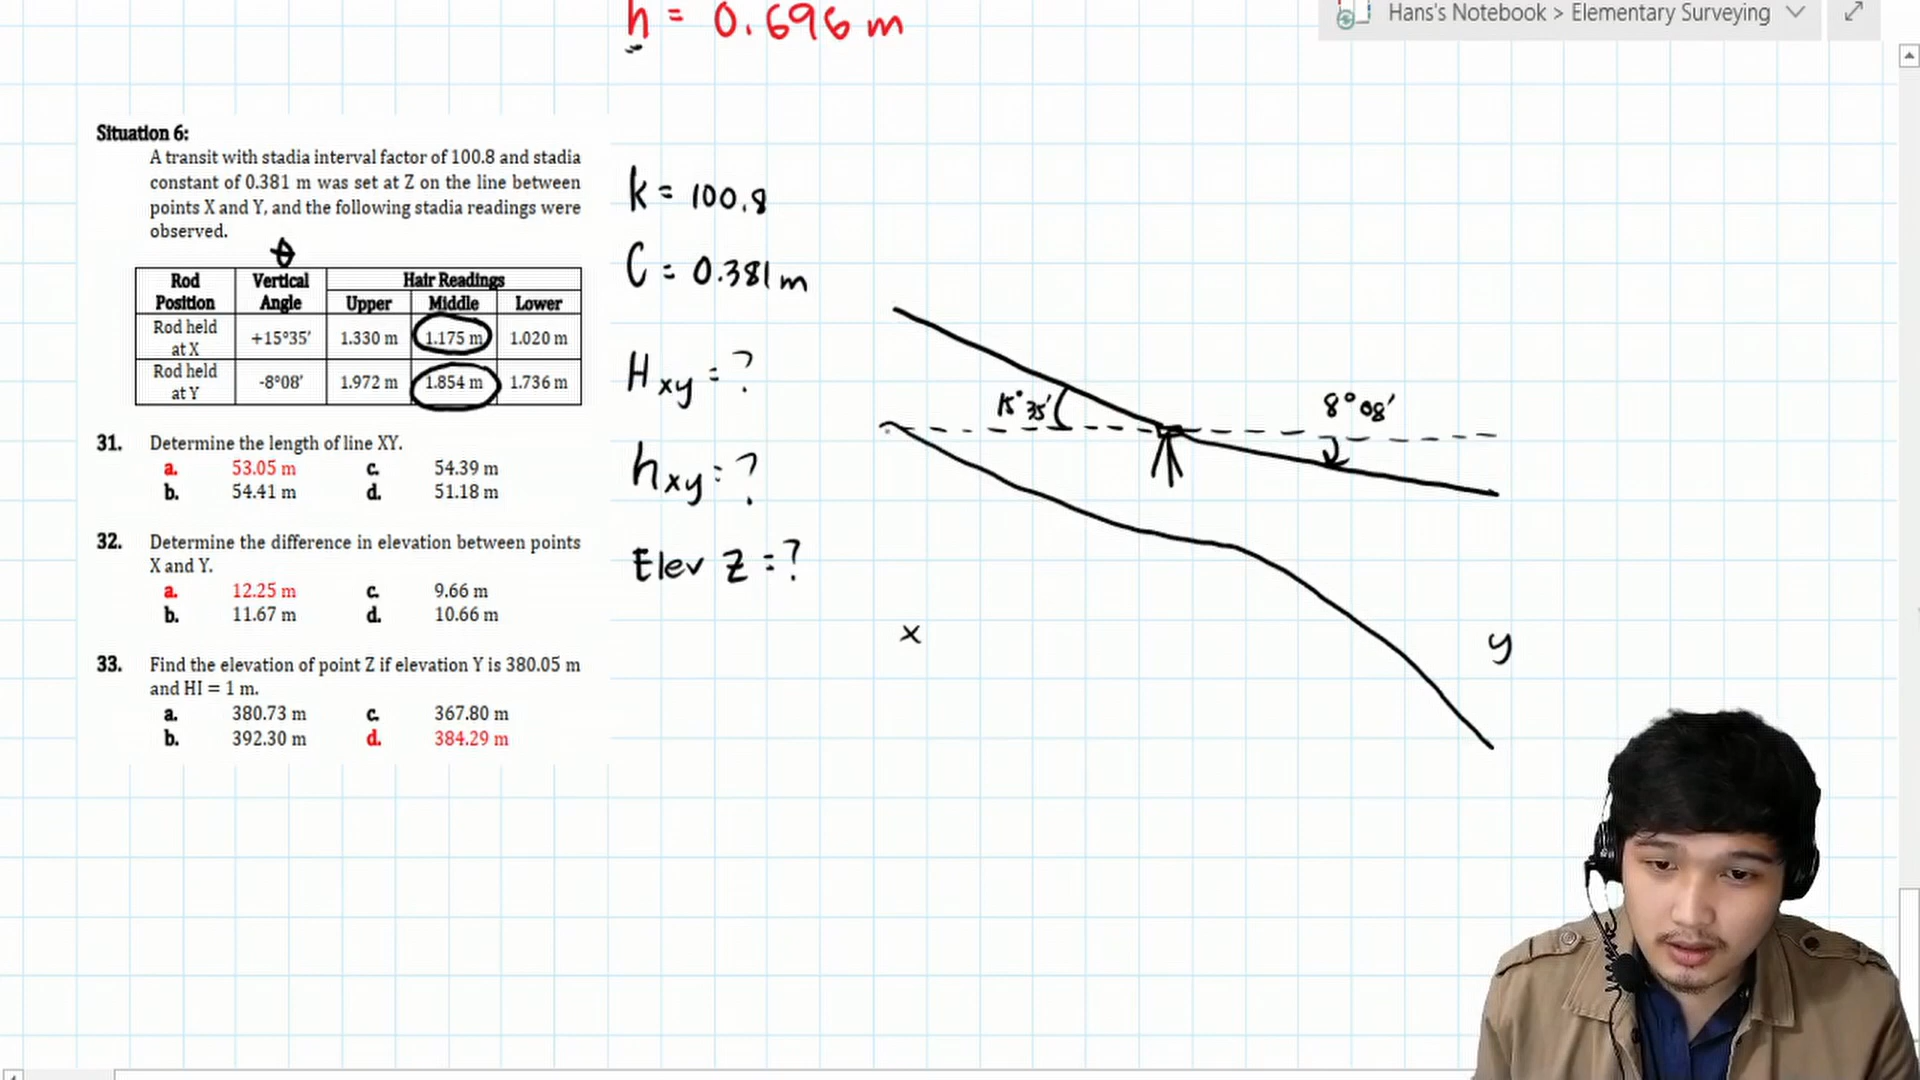 h = 0.696 m
Hans's Notebook > Elementary Surveying
Situation 6:
A transit with stadia interval factor of 100.8 and stadia
constant of 0.381 m was set at Z on the line between
points X and Y, and the following stadia readings were
observed.
θ
Rod Position Vertical Angle Hair Readings
Upper Middle Lower
Rod held at X +15°35' 1.330 m 1.175 m 1.020 m
Rod held at Y -8°08' 1.972 m 1.854 m 1.736 m
31. Determine the length of line XY.
a. 53.05 m c. 54.39 m
b. 54.41 m d. 51.18 m
32. Determine the difference in elevation between points
X and Y.
a. 12.25 m c. 9.66 m
b. 11.67 m d. 10.66 m
33. Find the elevation of point Z if elevation Y is 380.05 m
and HI = 1 m.
a. 380.73 m c. 367.80 m
b. 392.30 m d. 384.29 m
k = 100.8
C = 0.381 m
Hxy = ?
hxy = ?
Elev Z = ?
15° 35'
8° 08'
x
y